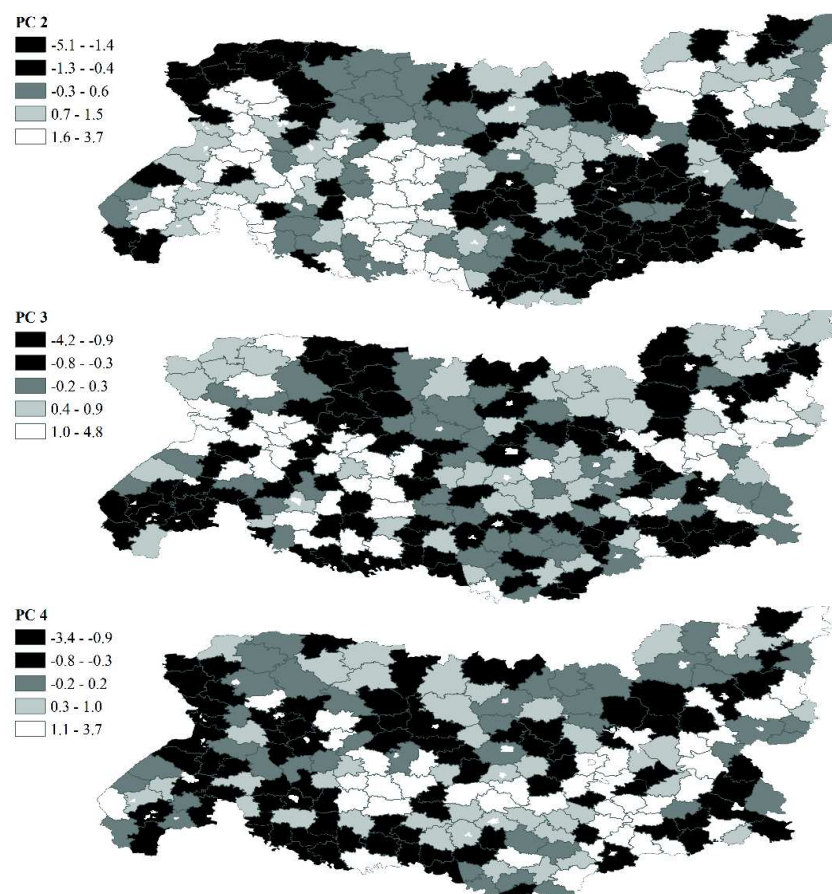 PC 2
-5.1 - -1.4
-1.3 - -0.4
-0.3 - 0.6
0.7 - 1.5
1.6 - 3.7
PC 3
-4.2 - -0.9
-0.8 - -0.3
-0.2 - 0.3
0.4 - 0.9
1.0 - 4.8
PC 4
-3.4 - -0.9
-0.8 - -0.3
-0.2 - 0.2
0.3 - 1.0
1.1 - 3.7